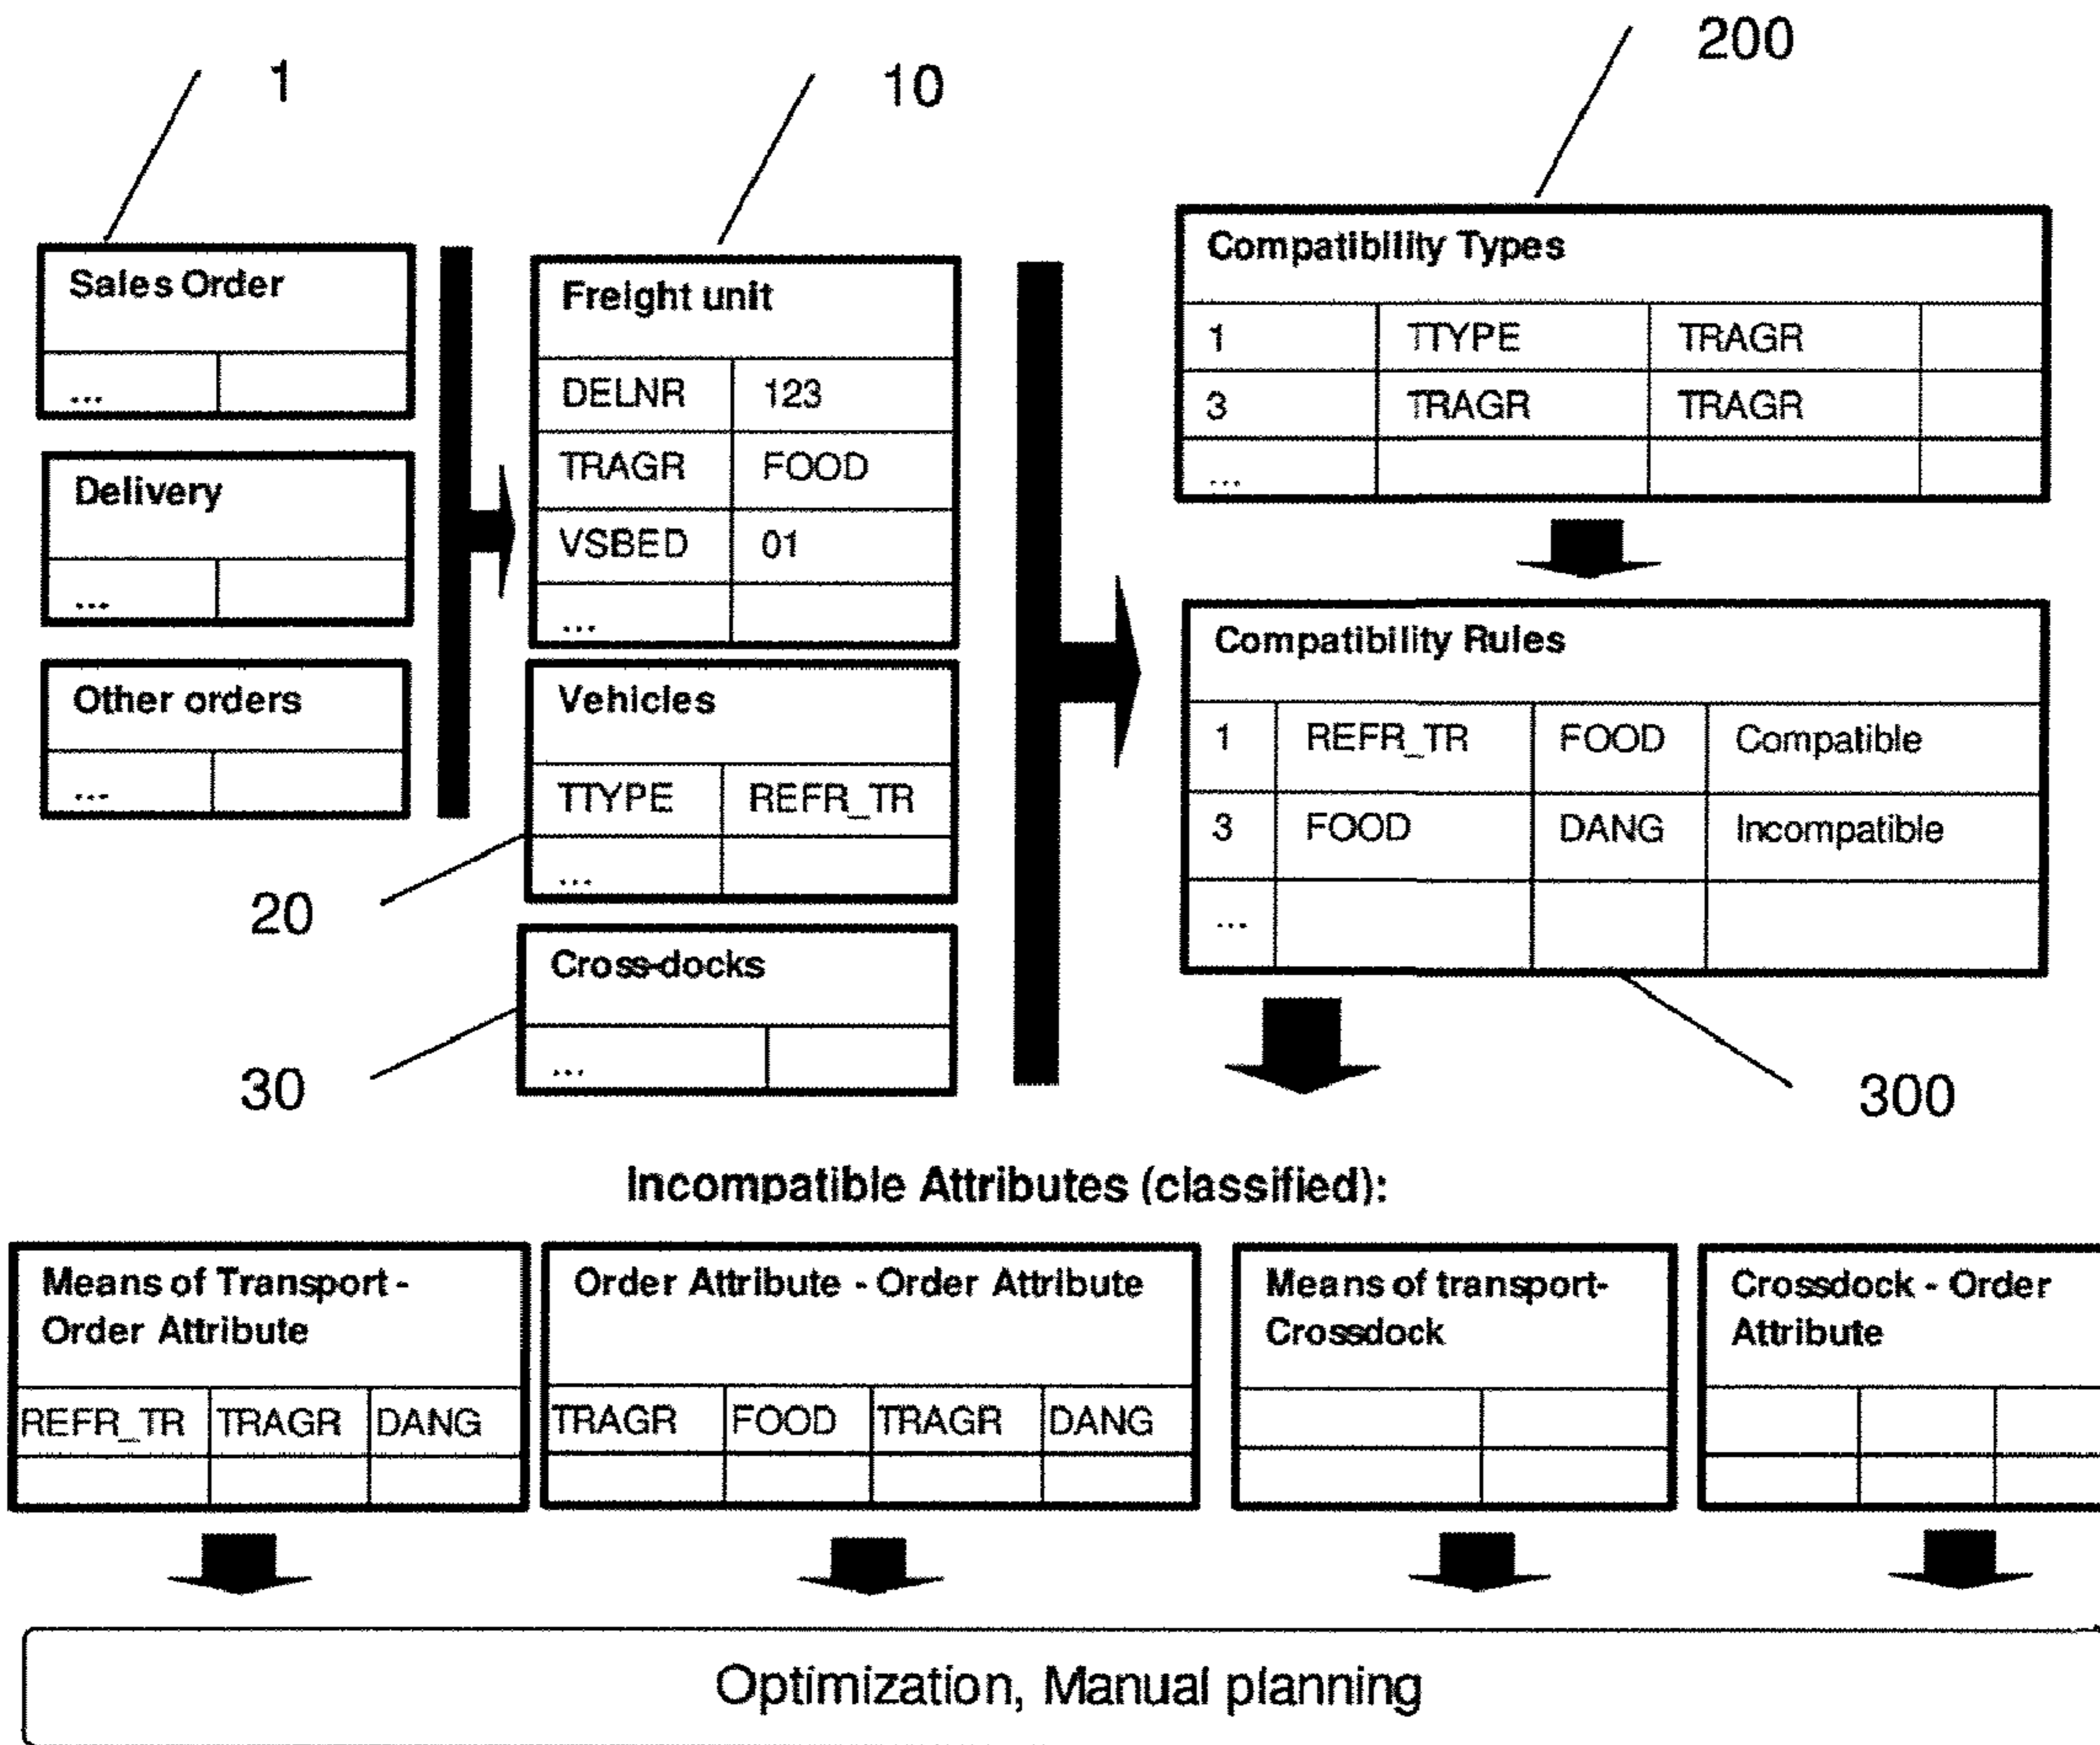 1
10
200
Sales Order
...
Delivery
...
Other orders
...
Freight unit
DELNR 123
TRAGR FOOD
VSBED 01
...
Vehicles
TTYPE REFR_TR
...
20
Cross-docks
...
30
Compatibility Types
1 TTYPE TRAGR
3 TRAGR TRAGR
...
Compatibility Rules
1 REFR_TR FOOD Compatible
3 FOOD DANG Incompatible
...
300
Incompatible Attributes (classified):
Means of Transport -
Order Attribute
REFR_TR TRAGR DANG
Order Attribute - Order Attribute
TRAGR FOOD TRAGR DANG
Means of transport-
Crossdock
Crossdock - Order
Attribute
Optimization, Manual planning